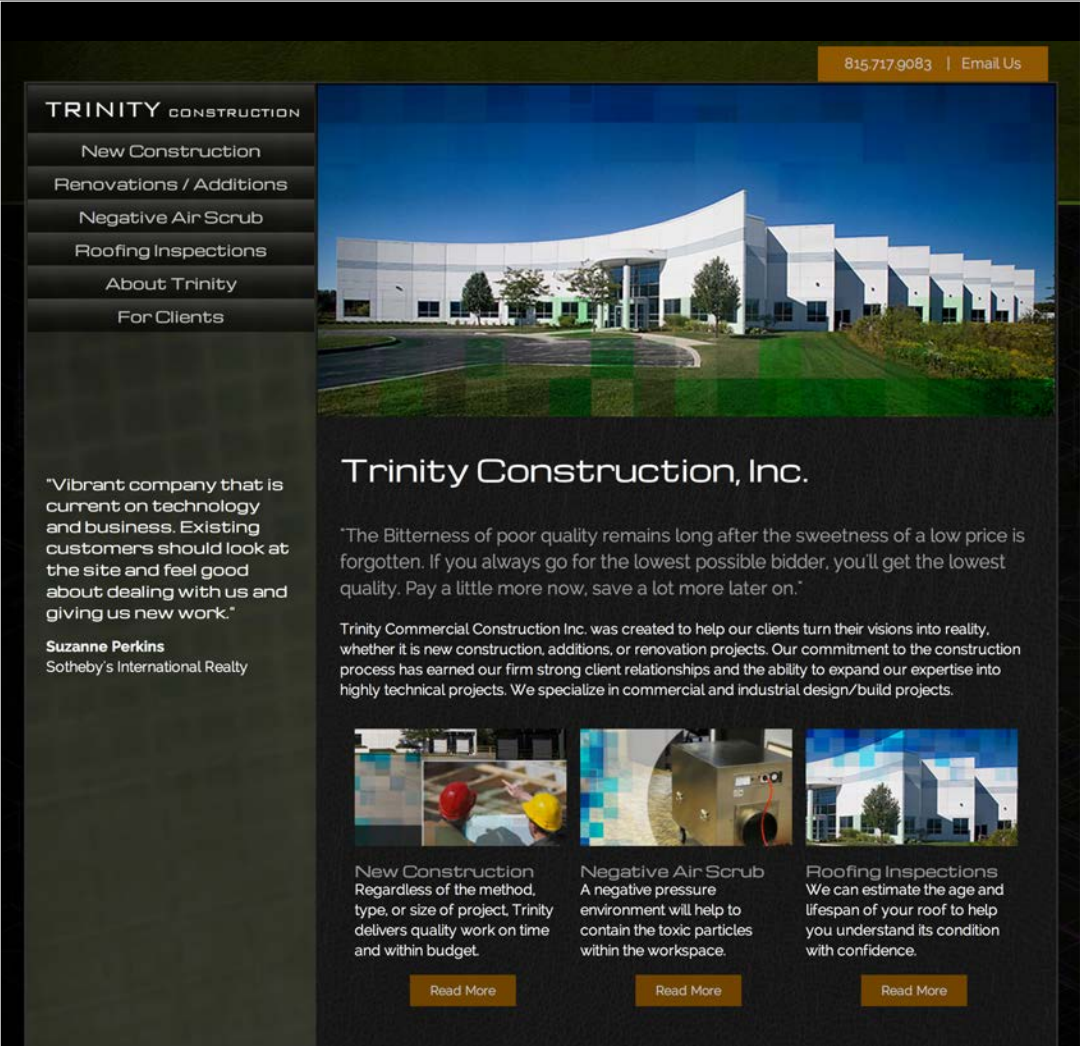 815.717.9083 | Email Us
TRINITY CONSTRUCTION
New Construction
Renovations / Additions
Negative Air Scrub
Roofing Inspections
About Trinity
For Clients
"Vibrant company that is
current on technology
and business. Existing
customers should look at
the site and feel good
about dealing with us and
giving us new work."
Suzanne Perkins
Sotheby's International Realty
Trinity Construction, Inc.
"The Bitterness of poor quality remains long after the sweetness of a low price is
forgotten. If you always go for the lowest possible bidder, you'll get the lowest
quality. Pay a little more now, save a lot more later on."
Trinity Commercial Construction Inc. was created to help our clients turn their visions into reality,
whether it is new construction, additions, or renovation projects. Our commitment to the construction
process has earned our firm strong client relationships and the ability to expand our expertise into
highly technical projects. We specialize in commercial and industrial design/build projects.
New Construction
Regardless of the method,
type, or size of project, Trinity
delivers quality work on time
and within budget.
Read More
Negative Air Scrub
A negative pressure
environment will help to
contain the toxic particles
within the workspace.
Read More
Roofing Inspections
We can estimate the age and
lifespan of your roof to help
you understand its condition
with confidence.
Read More